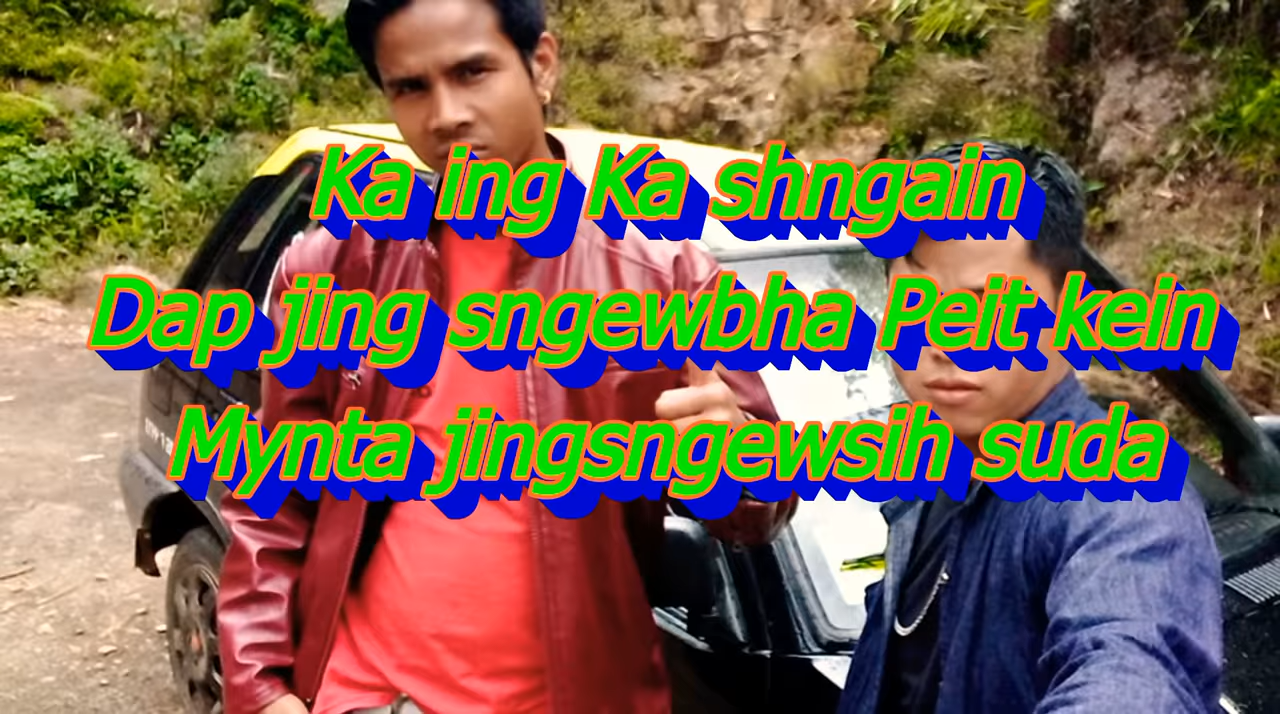 Ka ing Ka shngain
Dap jing sngewbha Peit kein
Mynta jingsngewsih suda